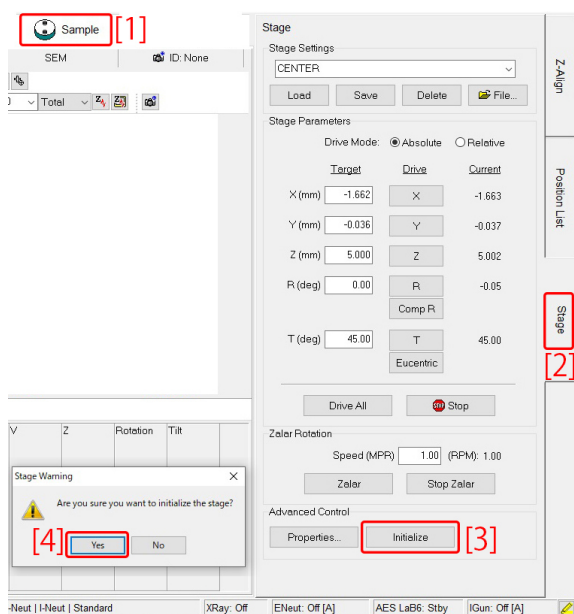 Sample [1]
SEM ID: None
Total
Stage
Stage Settings
CENTER
Load Save Delete File...
Stage Parameters
Drive Mode: Absolute Relative
Target Drive Current
X (mm) -1.662 X -1.663
Y (mm) -0.036 Y -0.037
Z (mm) 5.000 Z 5.002
R (deg) 0.00 R -0.05
Comp R
T (deg) 45.00 T 45.00
Eucentric
Drive All STOP Stop
Zalar Rotation
Speed (MPR) 1.00 (RPM): 1.00
Zalar Stop Zalar
Advanced Control
Properties... Initialize [3]
Z-Align
Position List
Stage
[2]
Z Rotation Tilt
Stage Warning X
Are you sure you want to initialize the stage?
[4] Yes No
-Neut | I-Neut | Standard XRay: Off ENeut: Off [A] AES LaB6: Stby IGun: Off [A]